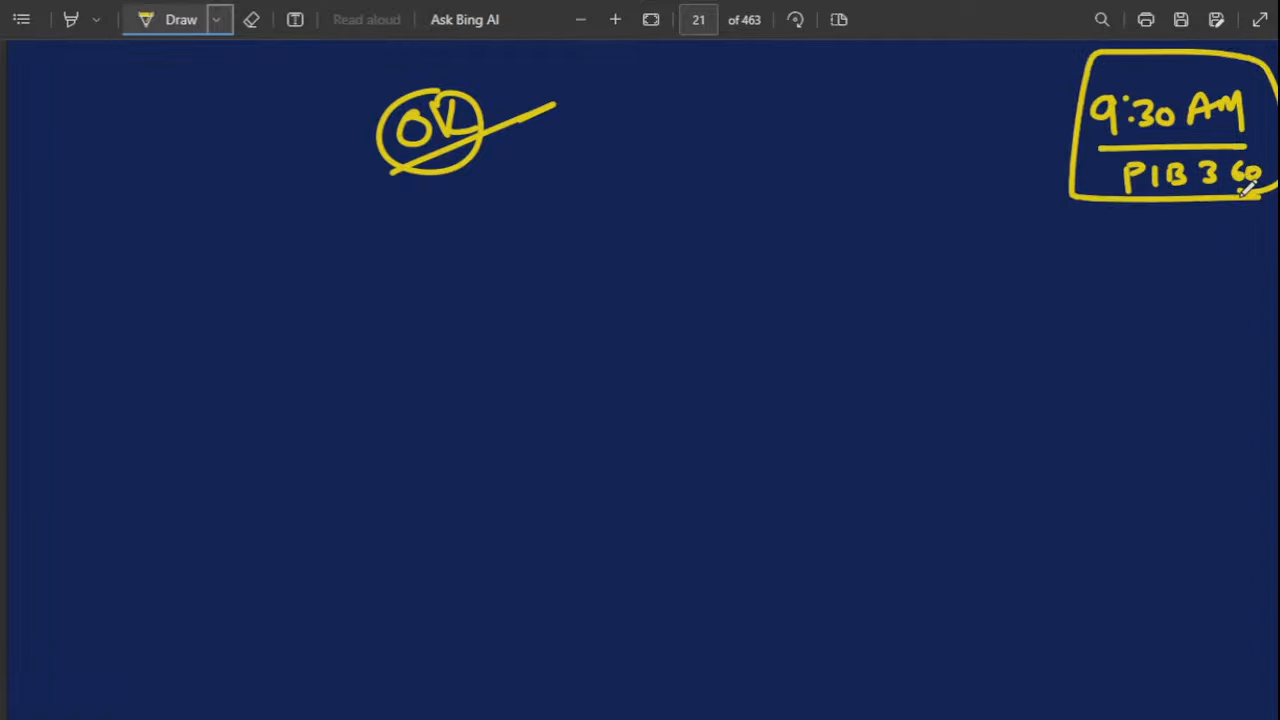 Draw
Read aloud
Ask Bing AI
21 of 463
OK
9:30 AM
PIB 360